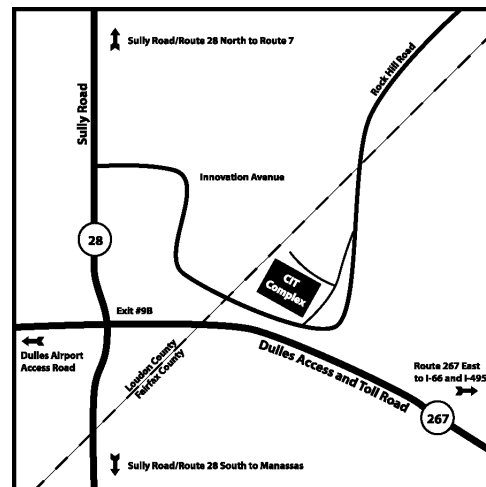 Sully Road/Route 28 North to Route 7
Rock Hill Road
Sully Road
Innovation Avenue
28
CIT
Complex
Exit #9B
Dulles Airport
Access Road
Loudon County
Fairfax County
Dulles Access and Toll Road
Route 267 East
to I-66 and I-495
267
Sully Road/Route 28 South to Manassas